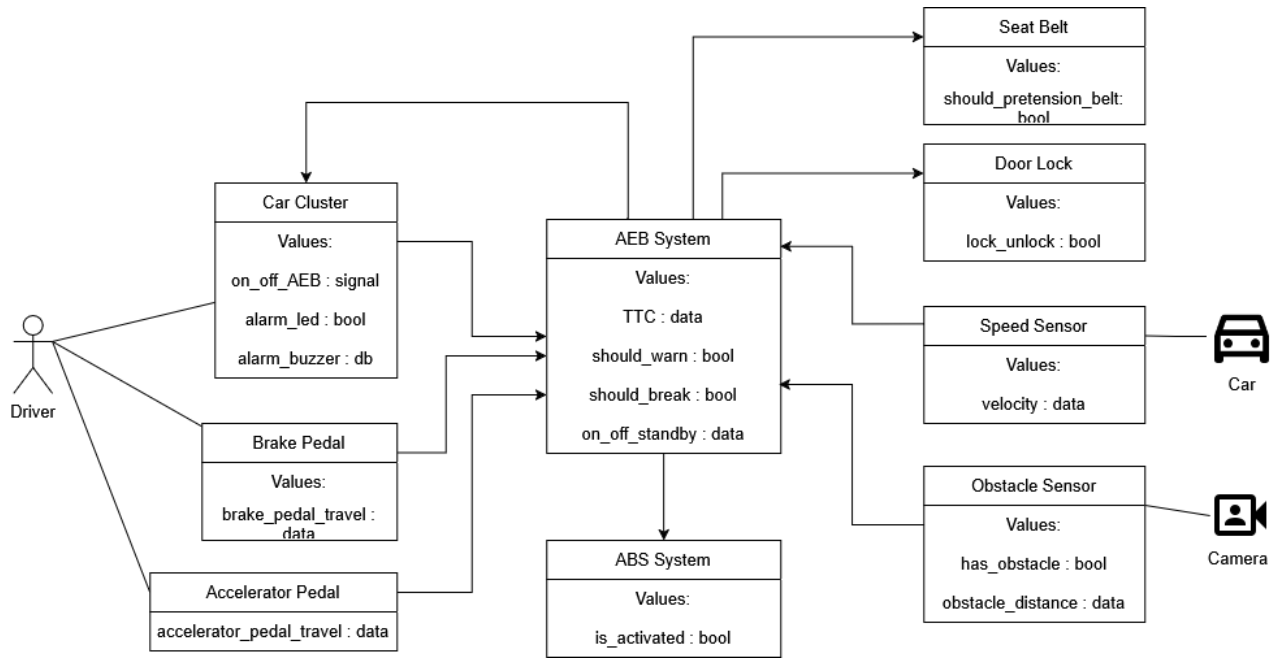 Seat Belt
Values:
should_pretension_belt:
bool
Door Lock
Values:
lock_unlock : bool
Car Cluster
Values:
on_off_AEB : signal
alarm_led : bool
alarm_buzzer : db
AEB System
Values:
TTC : data
should_warn : bool
should_break : bool
on_off_standby : data
Speed Sensor
Values:
velocity : data
Car
Driver
Brake Pedal
Values:
brake_pedal_travel :
data
Obstacle Sensor
Values:
has_obstacle : bool
obstacle_distance : data
Camera
ABS System
Values:
is_activated : bool
Accelerator Pedal
accelerator_pedal_travel : data